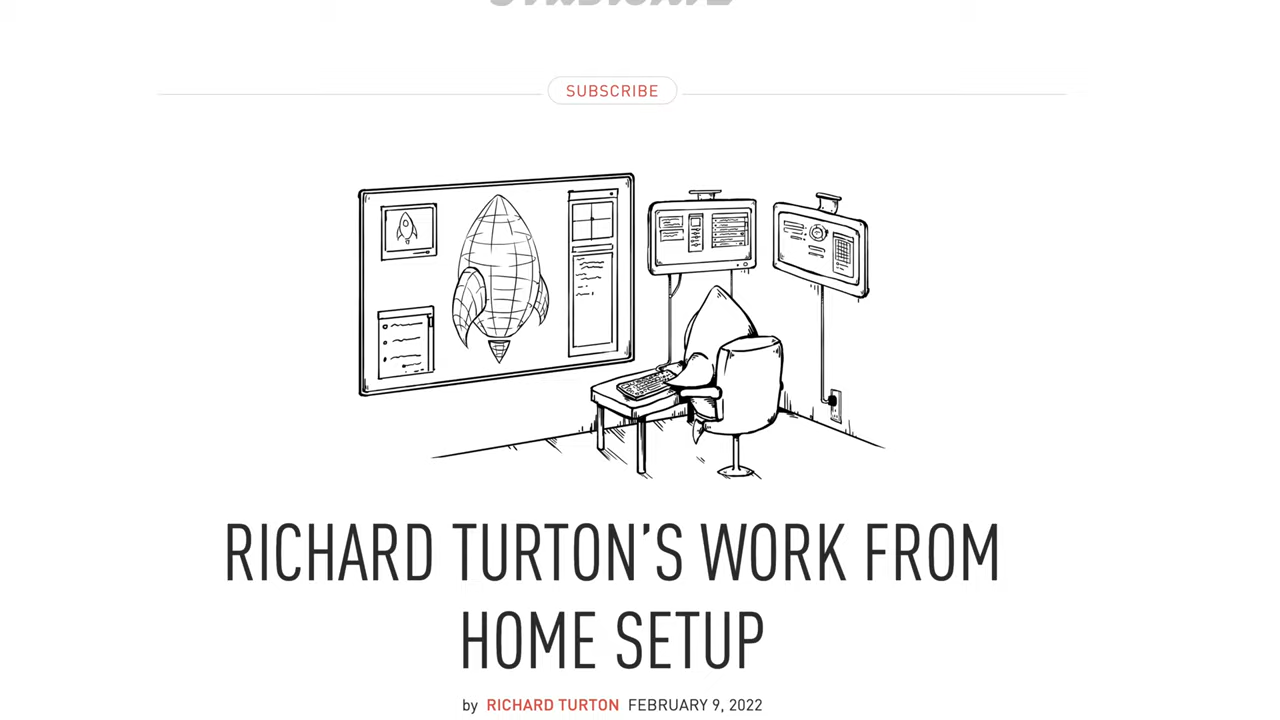 SUBSCRIBE
RICHARD TURTON’S WORK FROM
HOME SETUP
by RICHARD TURTON FEBRUARY 9, 2022